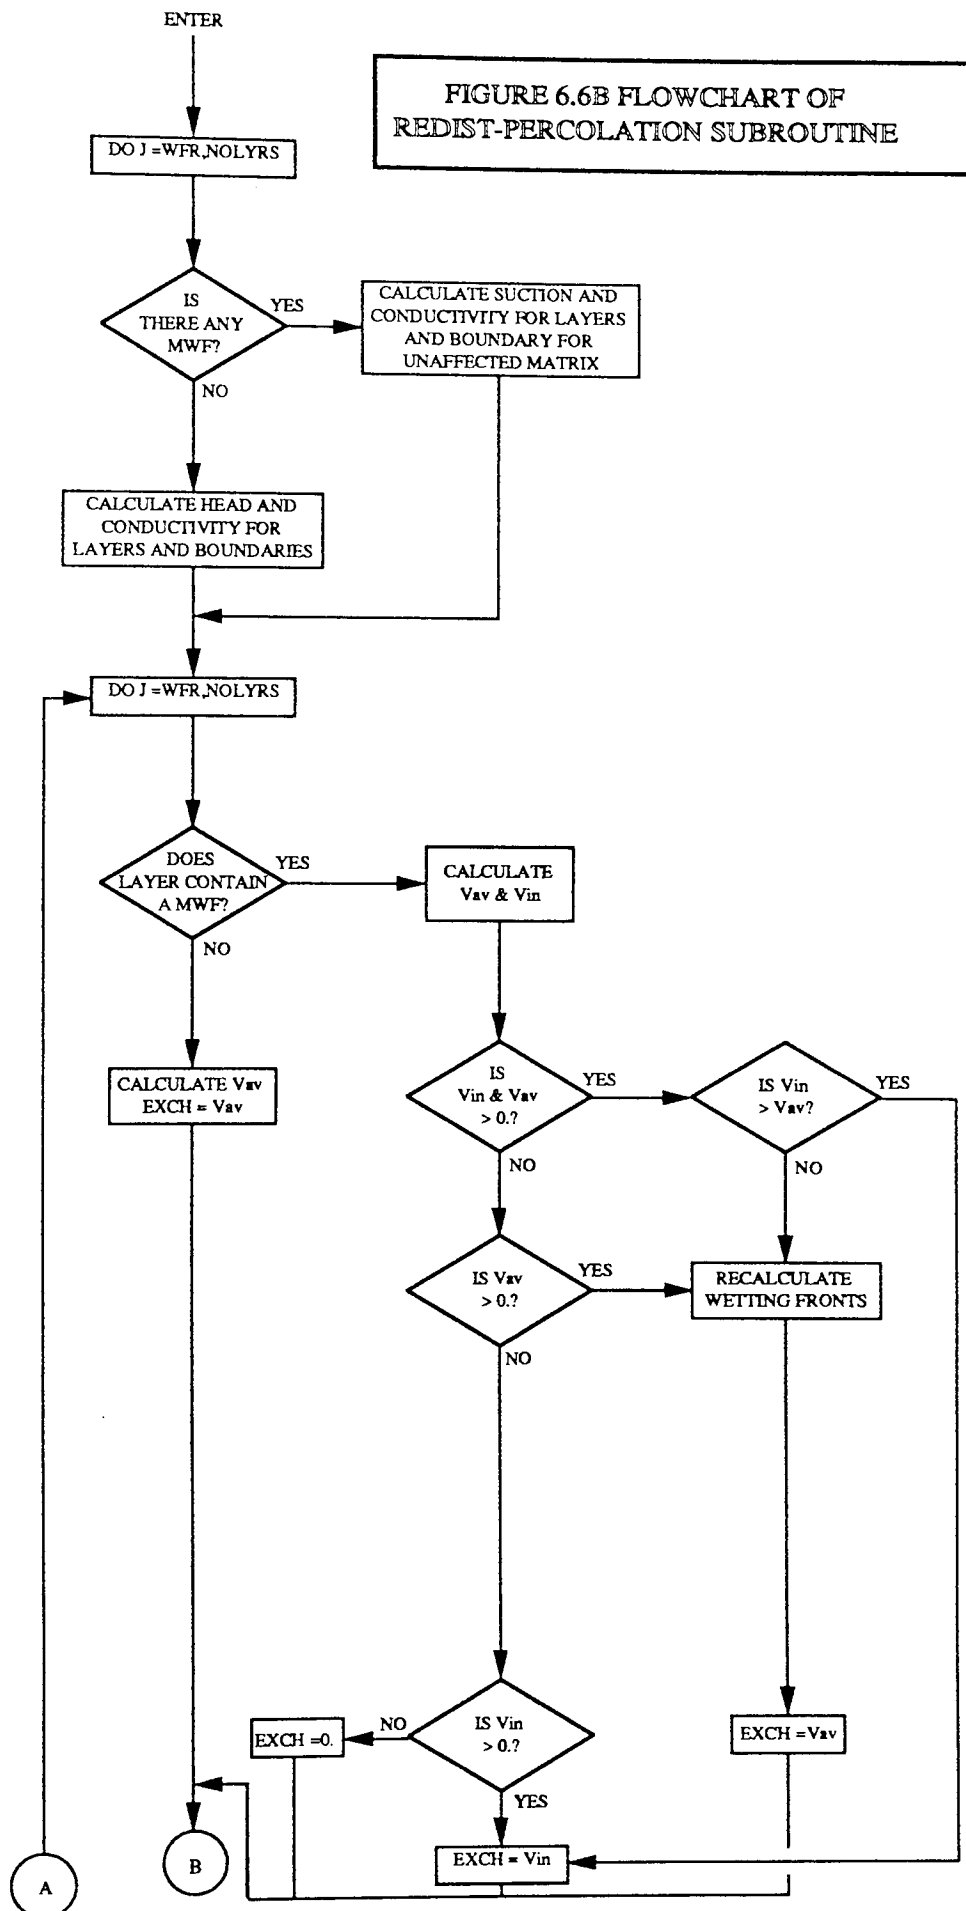 ENTER
FIGURE 6.6B FLOWCHART OF
REDIST-PERCOLATION SUBROUTINE
DO J =WFR,NOLYRS
IS
THERE ANY
MWF?
YES
NO
CALCULATE SUCTION AND
CONDUCTIVITY FOR LAYERS
AND BOUNDARY FOR
UNAFFECTED MATRIX
CALCULATE HEAD AND
CONDUCTIVITY FOR
LAYERS AND BOUNDARIES
DO J =WFR,NOLYRS
DOES
LAYER CONTAIN
A MWF?
YES
NO
CALCULATE
Vav & Vin
CALCULATE Vav
EXCH = Vav
IS
Vin & Vav
> 0.?
YES
NO
IS Vin
> Vav?
YES
NO
IS Vav
> 0.?
YES
NO
RECALCULATE
WETTING FRONTS
IS Vin
> 0.?
NO
YES
EXCH =0.
EXCH =Vav
EXCH = Vin
A
B